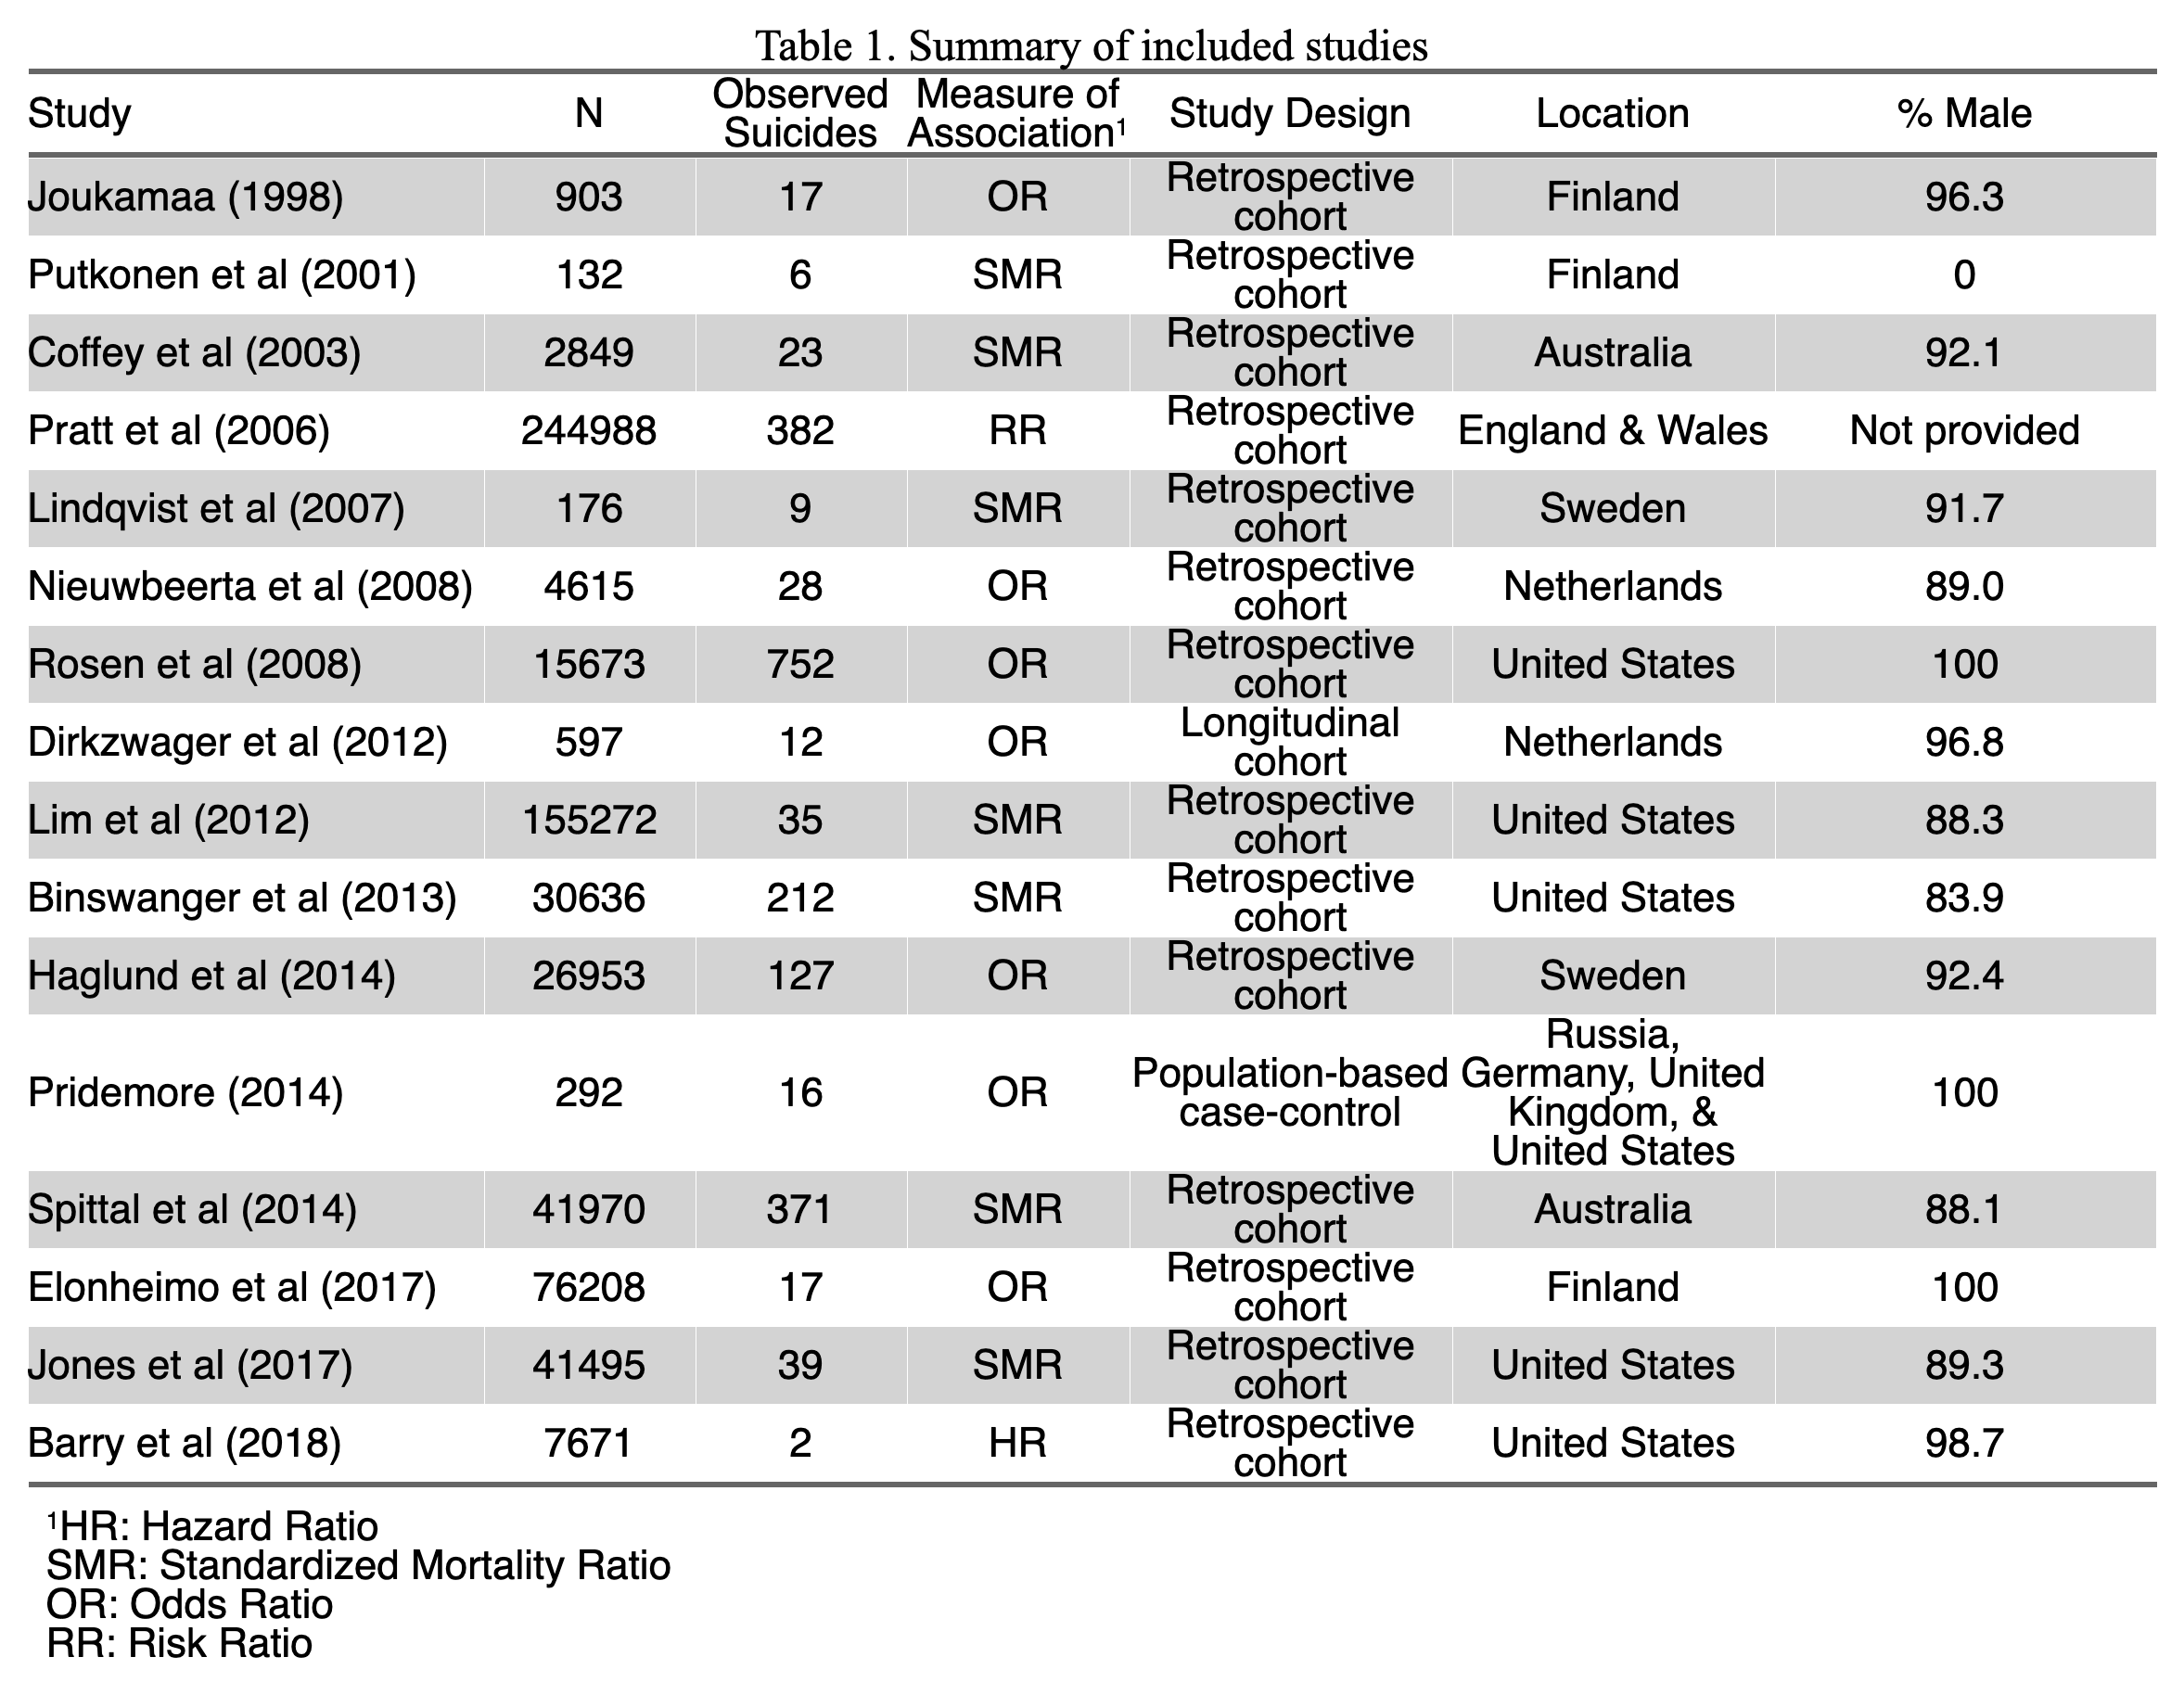 Table 1. Summary of included studies
Study N Observed Suicides Measure of Association¹ Study Design Location % Male
Joukamaa (1998) 903 17 OR Retrospective cohort Finland 96.3
Putkonen et al (2001) 132 6 SMR Retrospective cohort Finland 0
Coffey et al (2003) 2849 23 SMR Retrospective cohort Australia 92.1
Pratt et al (2006) 244988 382 RR Retrospective cohort England & Wales Not provided
Lindqvist et al (2007) 176 9 SMR Retrospective cohort Sweden 91.7
Nieuwbeerta et al (2008) 4615 28 OR Retrospective cohort Netherlands 89.0
Rosen et al (2008) 15673 752 OR Retrospective cohort United States 100
Dirkzwager et al (2012) 597 12 OR Longitudinal cohort Netherlands 96.8
Lim et al (2012) 155272 35 SMR Retrospective cohort United States 88.3
Binswanger et al (2013) 30636 212 SMR Retrospective cohort United States 83.9
Haglund et al (2014) 26953 127 OR Retrospective cohort Sweden 92.4
Pridemore (2014) 292 16 OR Population-based case-control Russia, Germany, United Kingdom, & United States 100
Spittal et al (2014) 41970 371 SMR Retrospective cohort Australia 88.1
Elonheimo et al (2017) 76208 17 OR Retrospective cohort Finland 100
Jones et al (2017) 41495 39 SMR Retrospective cohort United States 89.3
Barry et al (2018) 7671 2 HR Retrospective cohort United States 98.7
¹HR: Hazard Ratio
SMR: Standardized Mortality Ratio
OR: Odds Ratio
RR: Risk Ratio